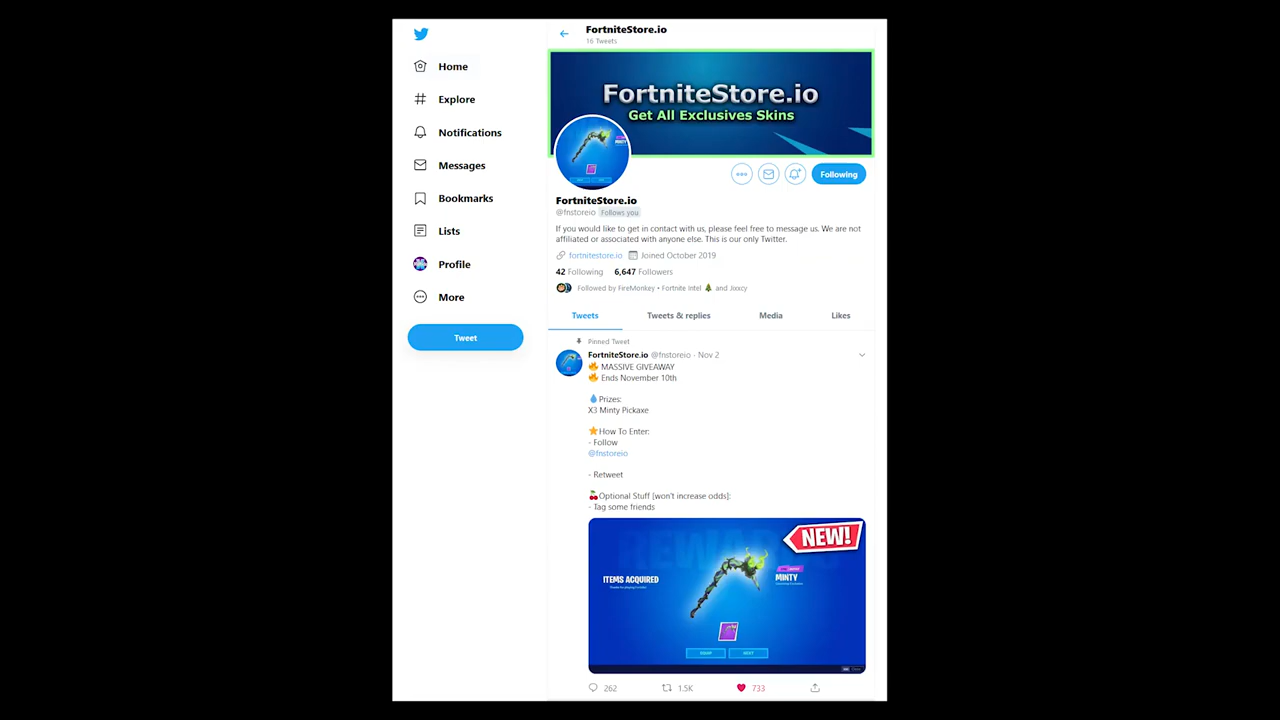 Home
Explore
Notifications
Messages
Bookmarks
Lists
Profile
More
Tweet
FortniteStore.io
16 Tweets
FortniteStore.io
Get All Exclusives Skins
Following
FortniteStore.io
@fnstoreio Follows you
If you would like to get in contact with us, please feel free to message us. We are not
affiliated or associated with anyone else. This is our only Twitter.
fortnitestore.io Joined October 2019
42 Following 6,647 Followers
Followed by FireMonkey • Fortnite Intel 🌲 and Jixxcy
Tweets Tweets & replies Media Likes
Pinned Tweet
FortniteStore.io @fnstoreio · Nov 2
🔥 MASSIVE GIVEAWAY
🔥 Ends November 10th
💧Prizes:
X3 Minty Pickaxe
⭐How To Enter:
- Follow
@fnstoreio
- Retweet
🍒Optional Stuff [won't increase odds]:
- Tag some friends
REWARDS
NEW!
ITEMS ACQUIRED
MINTY
262 1.5K 733